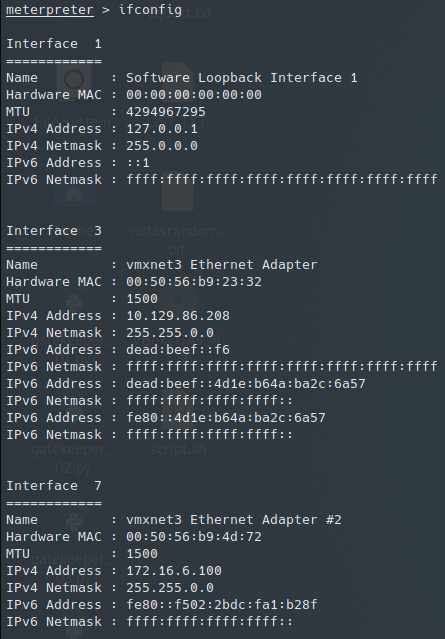 meterpreter > ifconfig
Interface  1
============
Name         : Software Loopback Interface 1
Hardware MAC : 00:00:00:00:00:00
MTU          : 4294967295
IPv4 Address : 127.0.0.1
IPv4 Netmask : 255.0.0.0
IPv6 Address : ::1
IPv6 Netmask : ffff:ffff:ffff:ffff:ffff:ffff:ffff:ffff
notasrandom.
txt
Interface  3
============
Name         : vmxnet3 Ethernet Adapter
Hardware MAC : 00:50:56:b9:23:32
MTU          : 1500
IPv4 Address : 10.129.86.208
IPv4 Netmask : 255.255.0.0
IPv6 Address : dead:beef::f6
IPv6 Netmask : ffff:ffff:ffff:ffff:ffff:ffff:ffff:ffff
IPv6 Address : dead:beef::4d1e:b64a:ba2c:6a57
IPv6 Netmask : ffff:ffff:ffff:ffff::
IPv6 Address : fe80::4d1e:b64a:ba2c:6a57
IPv6 Netmask : ffff:ffff:ffff:ffff::
gatekeeper_
02.py
script.sh
Interface  7
============
Name         : vmxnet3 Ethernet Adapter #2
Hardware MAC : 00:50:56:b9:4d:72
MTU          : 1500
IPv4 Address : 172.16.6.100
IPv4 Netmask : 255.255.0.0
IPv6 Address : fe80::f502:2bdc:fa1:b28f
IPv6 Netmask : ffff:ffff:ffff:ffff::